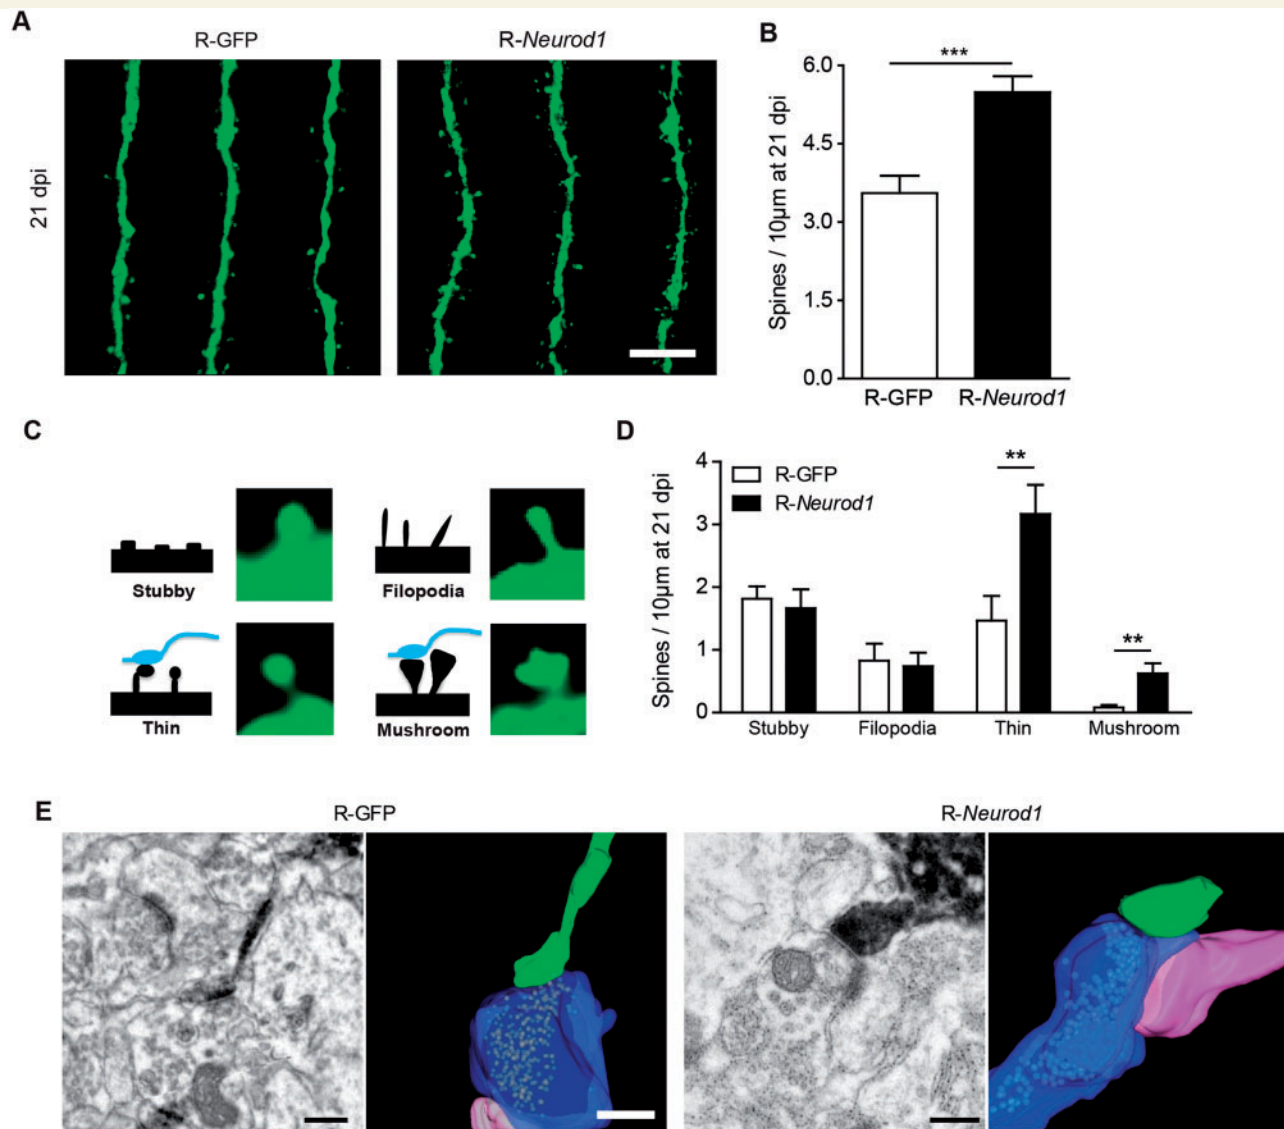 A
R-GFP
R-Neurod1
21 dpi
B
***
Spines / 10µm at 21 dpi
6.0
4.5
3.0
1.5
0.0
R-GFP
R-Neurod1
C
Stubby
Filopodia
Thin
Mushroom
D
Spines / 10µm at 21 dpi
4
3
2
1
0
R-GFP
R-Neurod1
**
**
Stubby
Filopodia
Thin
Mushroom
E
R-GFP
R-Neurod1